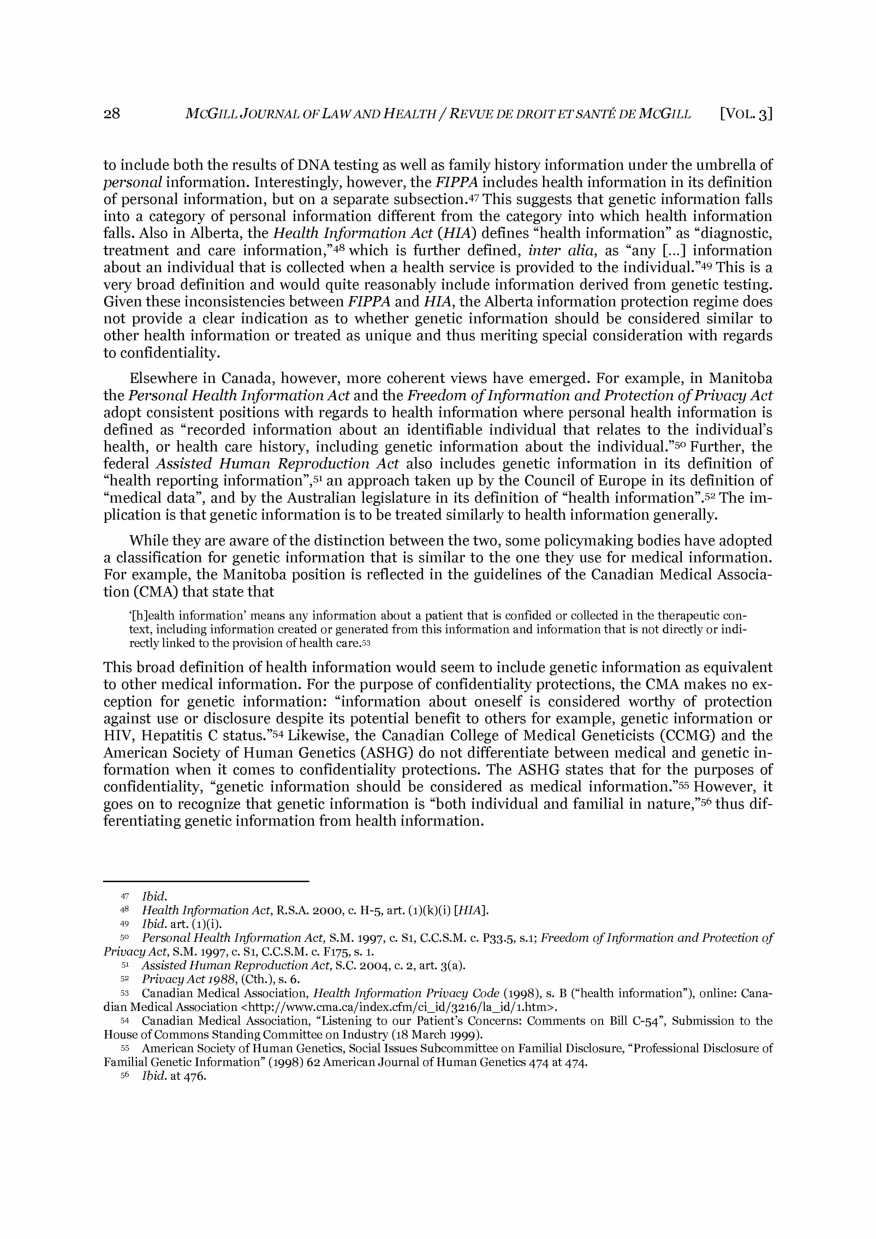 28 MCGILL JOURNAL OF LAW AND HEALTH / REVUE DE DROIT ET SANTÉ DE MCGILL [VOL. 3]
to include both the results of DNA testing as well as family history information under the umbrella of
personal information. Interestingly, however, the FIPPA includes health information in its definition
of personal information, but on a separate subsection.47 This suggests that genetic information falls
into a category of personal information different from the category into which health information
falls. Also in Alberta, the Health Information Act (HIA) defines “health information” as “diagnostic,
treatment and care information,”48 which is further defined, inter alia, as “any [...] information
about an individual that is collected when a health service is provided to the individual.”49 This is a
very broad definition and would quite reasonably include information derived from genetic testing.
Given these inconsistencies between FIPPA and HIA, the Alberta information protection regime does
not provide a clear indication as to whether genetic information should be considered similar to
other health information or treated as unique and thus meriting special consideration with regards
to confidentiality.
Elsewhere in Canada, however, more coherent views have emerged. For example, in Manitoba
the Personal Health Information Act and the Freedom of Information and Protection of Privacy Act
adopt consistent positions with regards to health information where personal health information is
defined as “recorded information about an identifiable individual that relates to the individual’s
health, or health care history, including genetic information about the individual.”50 Further, the
federal Assisted Human Reproduction Act also includes genetic information in its definition of
“health reporting information”,51 an approach taken up by the Council of Europe in its definition of
“medical data”, and by the Australian legislature in its definition of “health information”.52 The im-
plication is that genetic information is to be treated similarly to health information generally.
While they are aware of the distinction between the two, some policymaking bodies have adopted
a classification for genetic information that is similar to the one they use for medical information.
For example, the Manitoba position is reflected in the guidelines of the Canadian Medical Associa-
tion (CMA) that state that
‘[h]ealth information’ means any information about a patient that is confided or collected in the therapeutic con-
text, including information created or generated from this information and information that is not directly or indi-
rectly linked to the provision of health care.53
This broad definition of health information would seem to include genetic information as equivalent
to other medical information. For the purpose of confidentiality protections, the CMA makes no ex-
ception for genetic information: “information about oneself is considered worthy of protection
against use or disclosure despite its potential benefit to others for example, genetic information or
HIV, Hepatitis C status.”54 Likewise, the Canadian College of Medical Geneticists (CCMG) and the
American Society of Human Genetics (ASHG) do not differentiate between medical and genetic in-
formation when it comes to confidentiality protections. The ASHG states that for the purposes of
confidentiality, “genetic information should be considered as medical information.”55 However, it
goes on to recognize that genetic information is “both individual and familial in nature,”56 thus dif-
ferentiating genetic information from health information.
47 Ibid.
48 Health Information Act, R.S.A. 2000, c. H-5, art. (1)(k)(i) [HIA].
49 Ibid. art. (1)(i).
50 Personal Health Information Act, S.M. 1997, c. S1, C.C.S.M. c. P33.5, s.1; Freedom of Information and Protection of
Privacy Act, S.M. 1997, c. S1, C.C.S.M. c. F175, s. 1.
51 Assisted Human Reproduction Act, S.C. 2004, c. 2, art. 3(a).
52 Privacy Act 1988, (Cth.), s. 6.
53 Canadian Medical Association, Health Information Privacy Code (1998), s. B (“health information”), online: Cana-
dian Medical Association <http://www.cma.ca/index.cfm/ci_id/3216/la_id/1.htm>.
54 Canadian Medical Association, “Listening to our Patient’s Concerns: Comments on Bill C-54”, Submission to the
House of Commons Standing Committee on Industry (18 March 1999).
55 American Society of Human Genetics, Social Issues Subcommittee on Familial Disclosure, “Professional Disclosure of
Familial Genetic Information” (1998) 62 American Journal of Human Genetics 474 at 474.
56 Ibid. at 476.